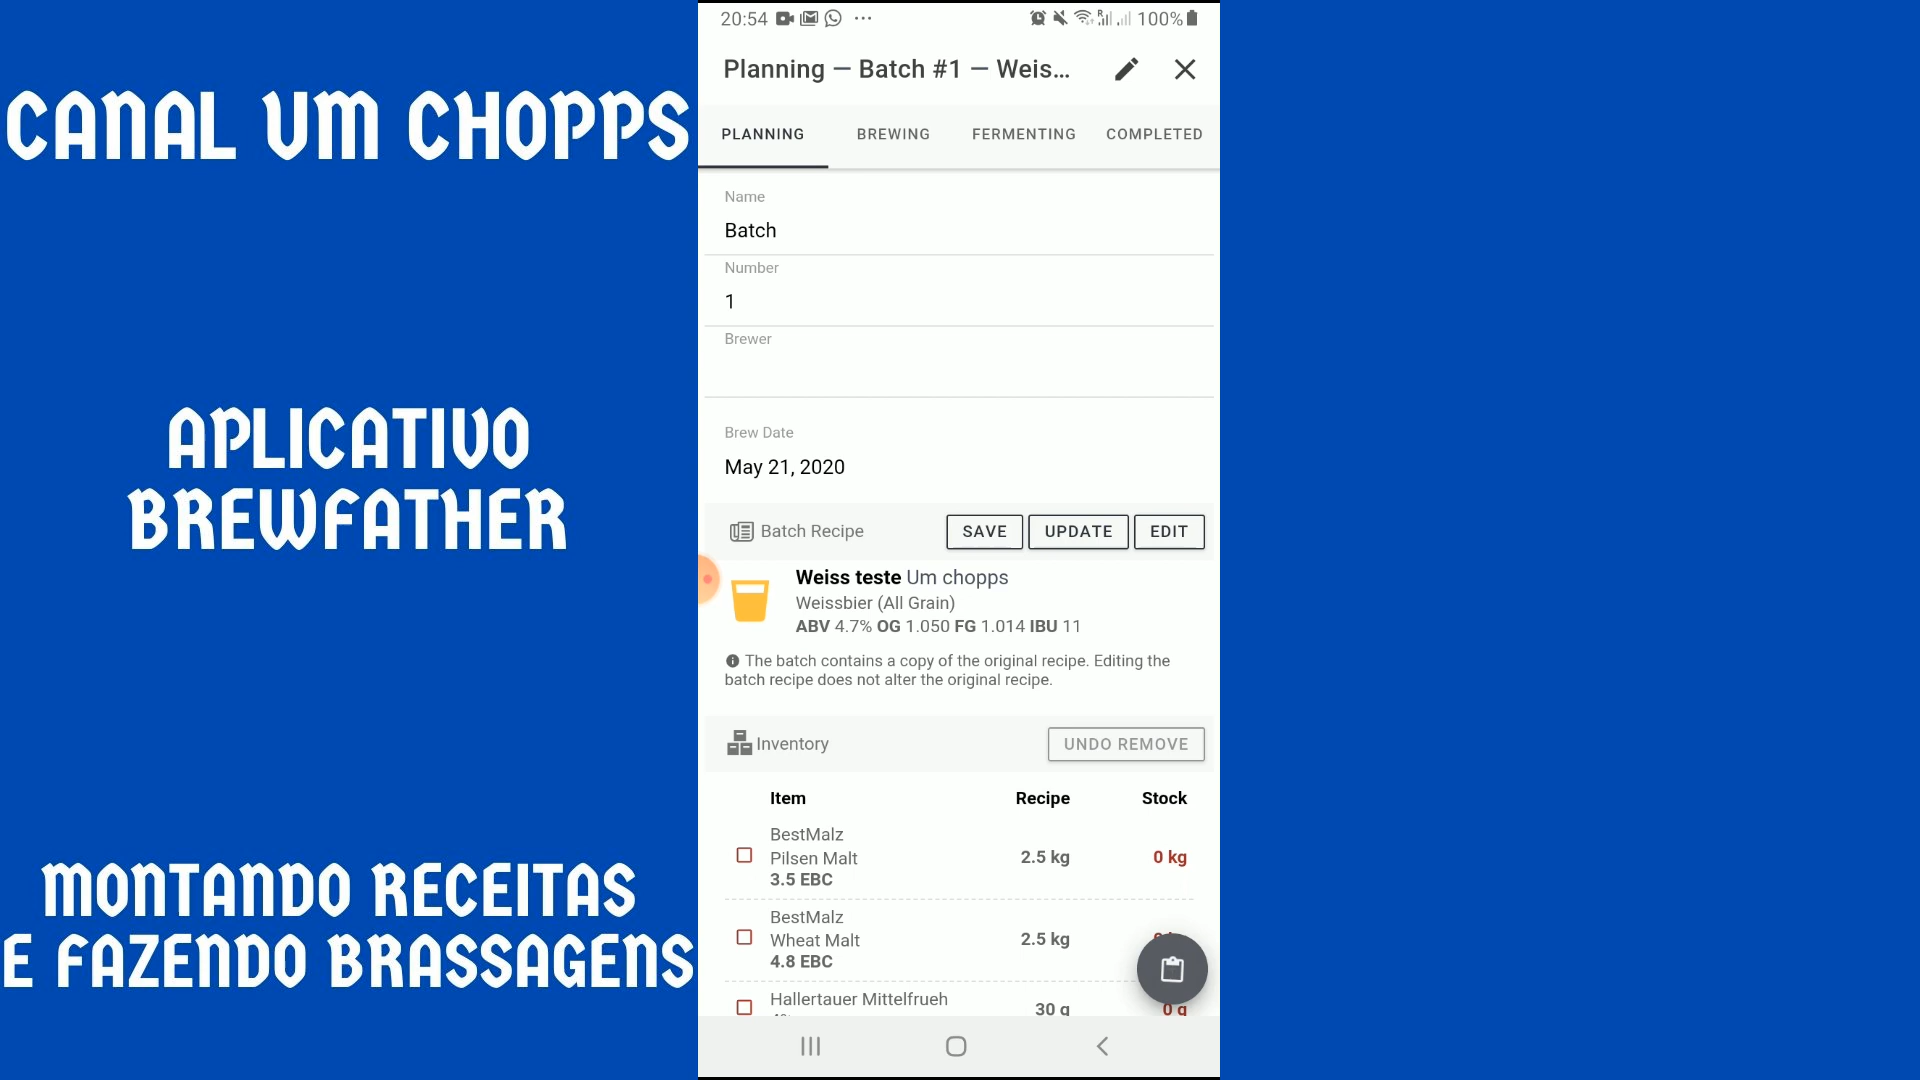 CANAL UM CHOPPS
APLICATIVO
BREWFATHER
MONTANDO RECEITAS
E FAZENDO BRASSAGENS
20:54
100%
Planning — Batch #1 — Weis...
PLANNING BREWING FERMENTING COMPLETED
Name
Batch
Number
1
Brewer
Brew Date
May 21, 2020
Batch Recipe SAVE UPDATE EDIT
Weiss teste Um chopps
Weissbier (All Grain)
ABV 4.7% OG 1.050 FG 1.014 IBU 11
The batch contains a copy of the original recipe. Editing the
batch recipe does not alter the original recipe.
Inventory UNDO REMOVE
Item Recipe Stock
BestMalz
Pilsen Malt 2.5 kg 0 kg
3.5 EBC
BestMalz
Wheat Malt 2.5 kg
4.8 EBC
Hallertauer Mittelfrueh
30 g 0 g